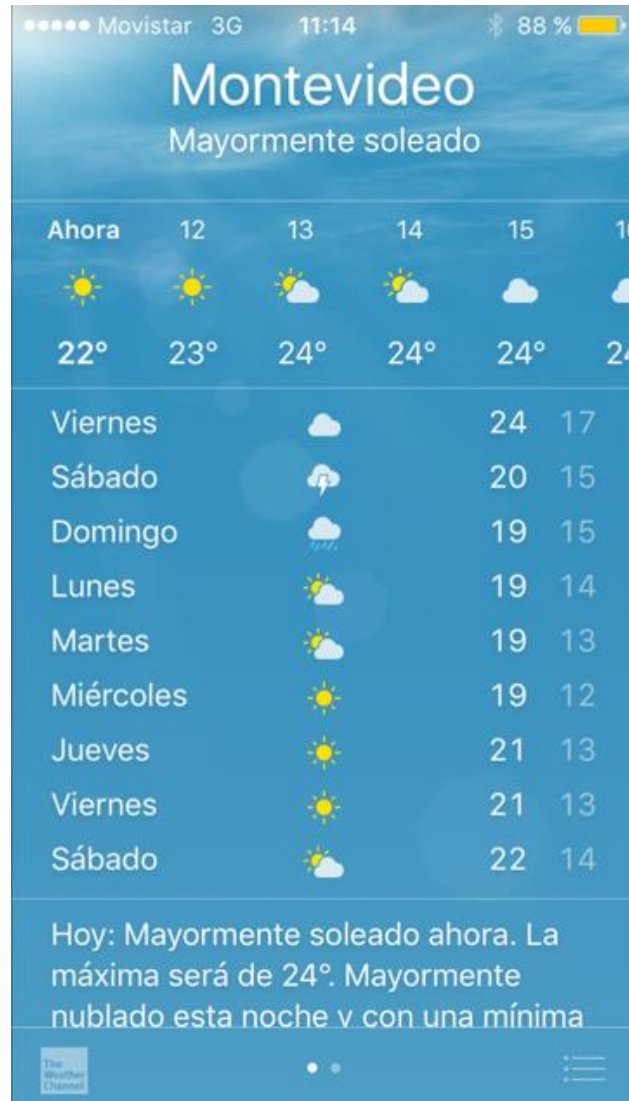 Movistar 3G 11:14 88 %
Montevideo
Mayormente soleado
Ahora 12 13 14 15
22° 23° 24° 24° 24°
Viernes 24 17
Sábado 20 15
Domingo 19 15
Lunes 19 14
Martes 19 13
Miércoles 19 12
Jueves 21 13
Viernes 21 13
Sábado 22 14
Hoy: Mayormente soleado ahora. La
máxima será de 24°. Mayormente
nublado esta noche y con una mínima
The
Weather
Channel